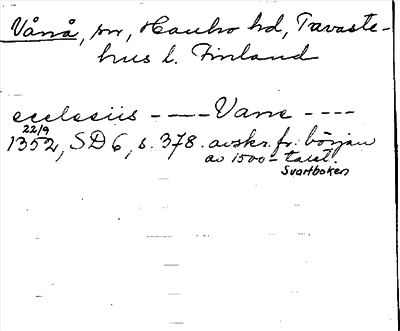 Vånå, sn, Hauho hd, Tavaste-
hus l. Finland
ecclesiis ---- Vane ----
22/9
1352, SD 6, s. 378. avskr. fr. början
av 1500-talet.
Svartboken